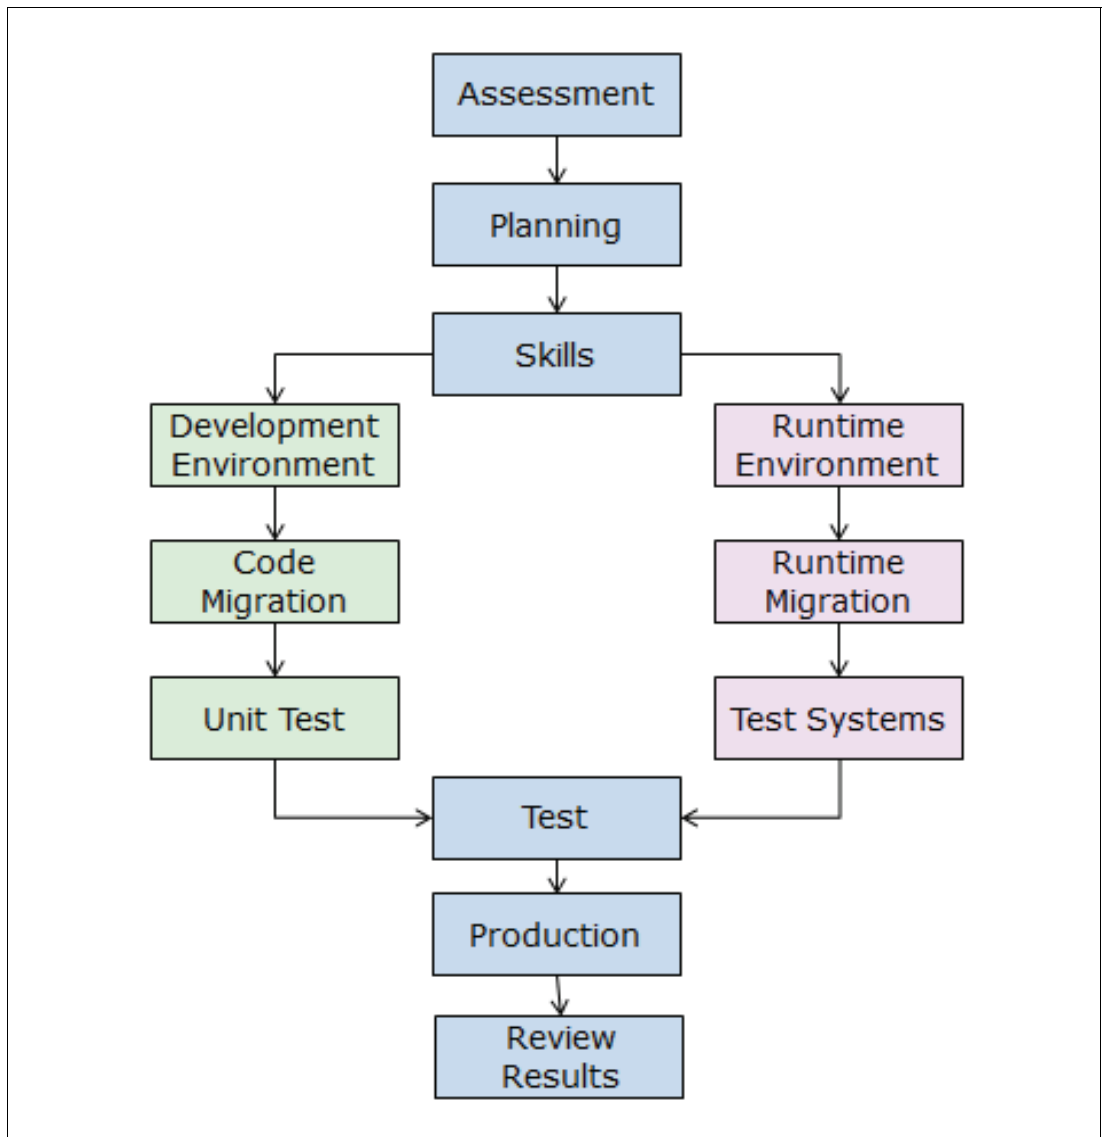 Assessment
Planning
Skills
Development
Environment
Runtime
Environment
Code
Migration
Runtime
Migration
Unit Test
Test Systems
Test
Production
Review
Results